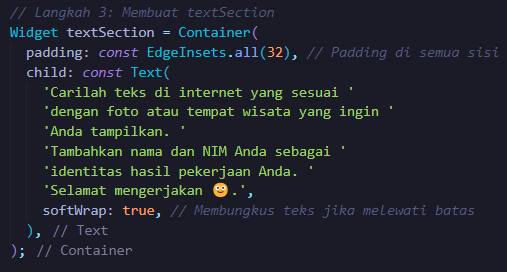 // Langkah 3: Membuat textSection
Widget textSection = Container(
  padding: const EdgeInsets.all(32), // Padding di semua sisi
  child: const Text(
    'Carilah teks di internet yang sesuai '
    'dengan foto atau tempat wisata yang ingin '
    'Anda tampilkan. '
    'Tambahkan nama dan NIM Anda sebagai '
    'identitas hasil pekerjaan Anda. '
    'Selamat mengerjakan 🙂.',
    softWrap: true, // Membungkus teks jika melewati batas
  ), // Text
); // Container